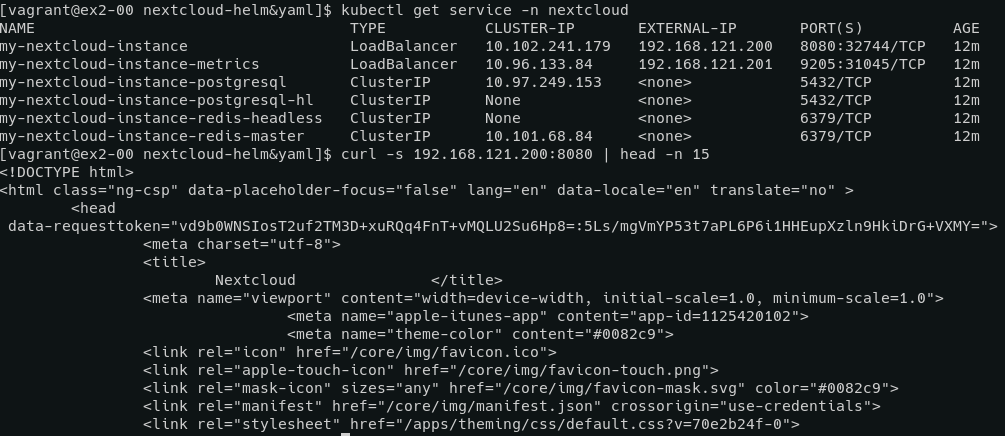 [vagrant@ex2-00 nextcloud-helm&yaml]$ kubectl get service -n nextcloud
NAME                                   TYPE           CLUSTER-IP       EXTERNAL-IP       PORT(S)          AGE
my-nextcloud-instance                  LoadBalancer   10.102.241.179   192.168.121.200   8080:32744/TCP   12m
my-nextcloud-instance-metrics          LoadBalancer   10.96.133.84     192.168.121.201   9205:31045/TCP   12m
my-nextcloud-instance-postgresql       ClusterIP      10.97.249.153    <none>            5432/TCP         12m
my-nextcloud-instance-postgresql-hl    ClusterIP      None             <none>            5432/TCP         12m
my-nextcloud-instance-redis-headless   ClusterIP      None             <none>            6379/TCP         12m
my-nextcloud-instance-redis-master     ClusterIP      10.101.68.84     <none>            6379/TCP         12m
[vagrant@ex2-00 nextcloud-helm&yaml]$ curl -s 192.168.121.200:8080 | head -n 15
<!DOCTYPE html>
<html class="ng-csp" data-placeholder-focus="false" lang="en" data-locale="en" translate="no" >
        <head
 data-requesttoken="vd9b0WNSIosT2uf2TM3D+xuRQq4FnT+vMQLU2Su6Hp8=:5Ls/mgVmYP53t7aPL6P6i1HHEupXzln9HkiDrG+VXMY=">
                <meta charset="utf-8">
                <title>
                        Nextcloud               </title>
                <meta name="viewport" content="width=device-width, initial-scale=1.0, minimum-scale=1.0">
                                <meta name="apple-itunes-app" content="app-id=1125420102">
                                <meta name="theme-color" content="#0082c9">
                <link rel="icon" href="/core/img/favicon.ico">
                <link rel="apple-touch-icon" href="/core/img/favicon-touch.png">
                <link rel="mask-icon" sizes="any" href="/core/img/favicon-mask.svg" color="#0082c9">
                <link rel="manifest" href="/core/img/manifest.json" crossorigin="use-credentials">
                <link rel="stylesheet" href="/apps/theming/css/default.css?v=70e2b24f-0">